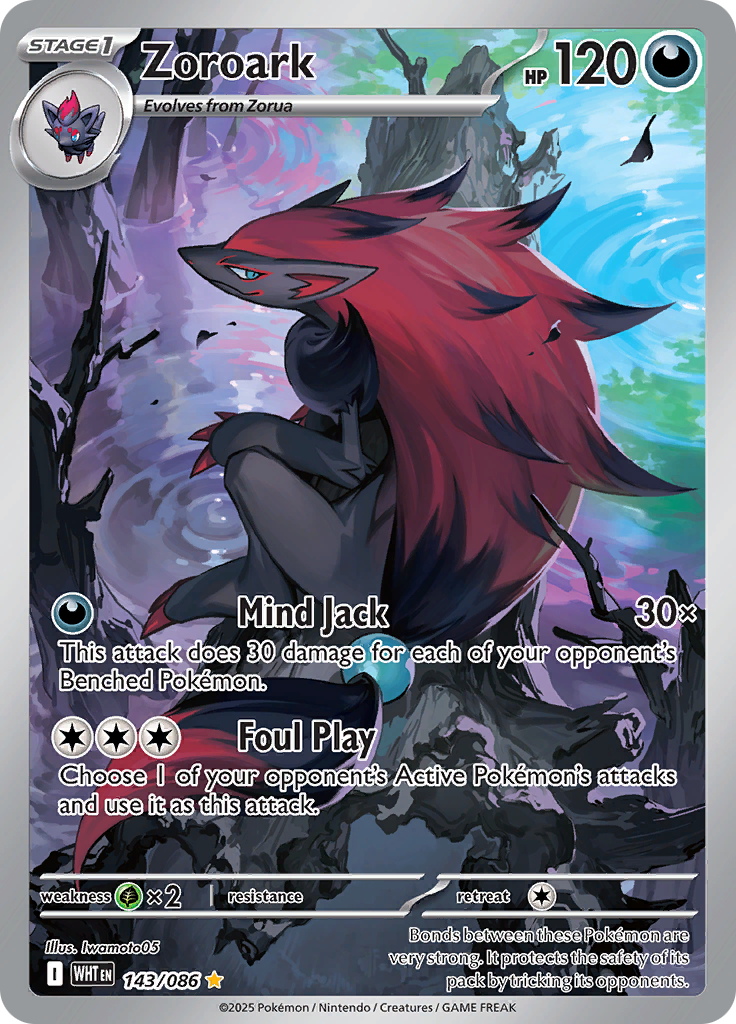 STAGE1
Zoroark
HP 120
Evolves from Zorua
Mind Jack 30×
This attack does 30 damage for each of your opponent's
Benched Pokémon.
Foul Play
Choose 1 of your opponent's Active Pokémon's attacks
and use it as this attack.
weakness ×2 resistance retreat
Illus. Iwamoto05
Bonds between these Pokémon are
very strong. It protects the safety of its
pack by tricking its opponents.
I WHT EN 143/086
©2025 Pokémon / Nintendo / Creatures / GAME FREAK